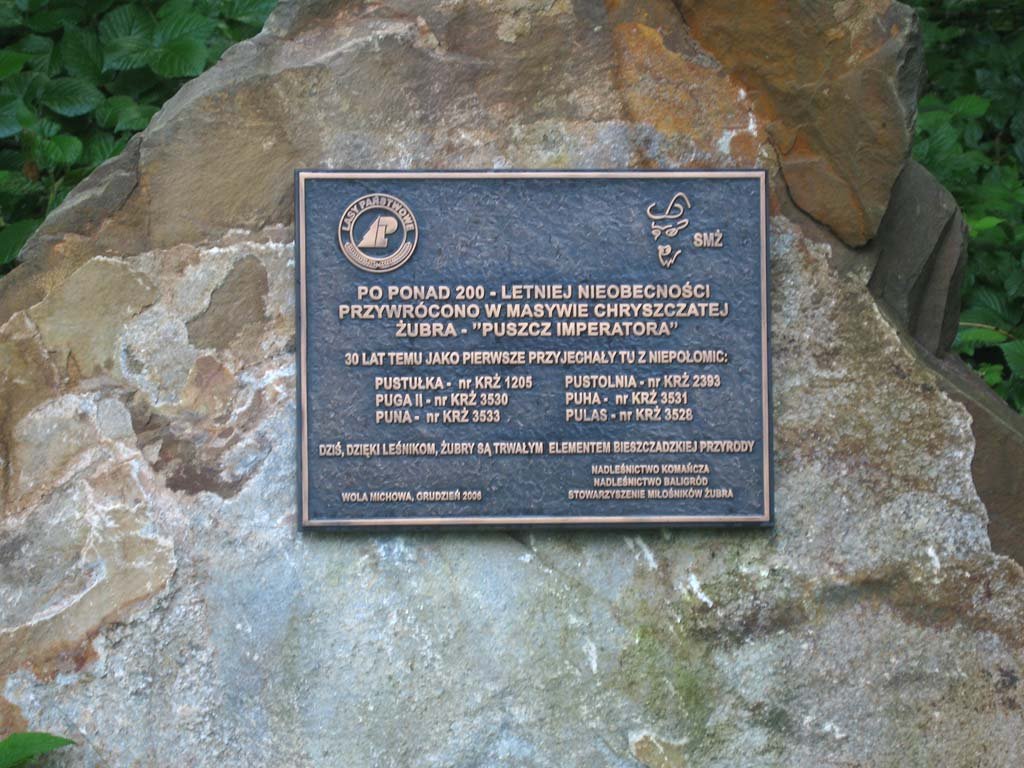 LASY PAŃSTWOWE
SMŻ
PO PONAD 200 - LETNIEJ NIEOBECNOŚCI
PRZYWRÓCONO W MASYWIE CHRYSZCZATEJ
ŻUBRA - "PUSZCZ IMPERATORA"
30 LAT TEMU JAKO PIERWSZE PRZYJECHAŁY TU Z NIEPOŁOMIC:
PUSTUŁKA - nr KRŻ 1205 PUSTOLNIA - nr KRŻ 2393
PUGA II - nr KRŻ 3530 PUHA - nr KRŻ 3531
PUNA - nr KRŻ 3533 PULAS - nr KRŻ 3528
DZIŚ, DZIĘKI LEŚNIKOM, ŻUBRY SĄ TRWAŁYM ELEMENTEM BIESZCZADZKIEJ PRZYRODY
NADLEŚNICTWO KOMAŃCZA
NADLEŚNICTWO BALIGRÓD
WOLA MICHOWA, GRUDZIEŃ 2006 STOWARZYSZENIE MIŁOŚNIKÓW ŻUBRA